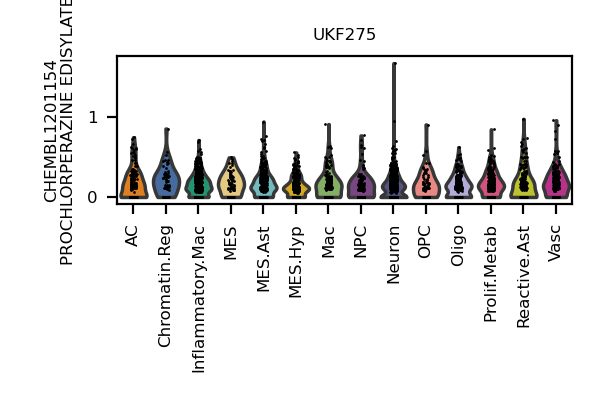 UKF275
CHEMBL1201154
PROCHLORPERAZINE EDISYLATE
1
0
AC
Chromatin.Reg
Inflammatory.Mac
MES
MES.Ast
MES.Hyp
Mac
NPC
Neuron
OPC
Oligo
Prolif.Metab
Reactive.Ast
Vasc